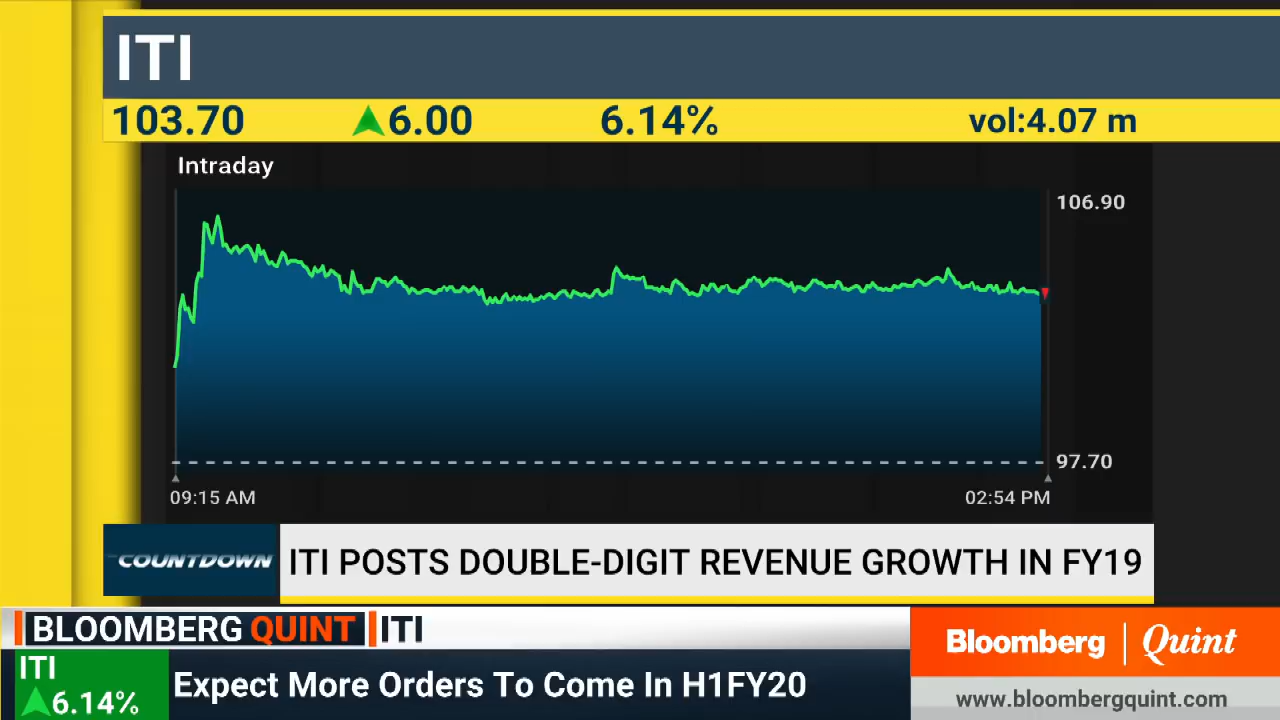 ITI
103.70 ▲6.00 6.14% vol:4.07 m
Intraday
106.90
97.70
09:15 AM 02:54 PM
COUNTDOWN ITI POSTS DOUBLE-DIGIT REVENUE GROWTH IN FY19
BLOOMBERG QUINT ITI
Bloomberg | Quint
ITI
▲6.14%
Expect More Orders To Come In H1FY20
www.bloombergquint.com